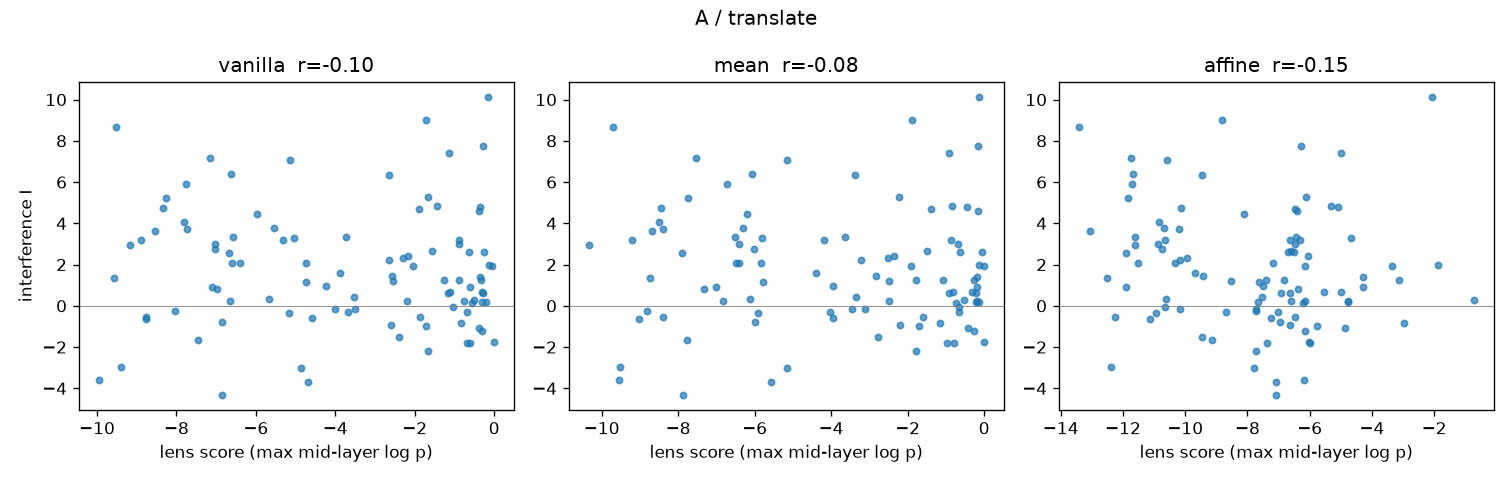 A / translate
vanilla  r=-0.10
mean  r=-0.08
affine  r=-0.15
interference I
10
8
6
4
2
0
−2
−4
10
8
6
4
2
0
−2
−4
10
8
6
4
2
0
−2
−4
−10 −8 −6 −4 −2 0
−10 −8 −6 −4 −2 0
−14 −12 −10 −8 −6 −4 −2
lens score (max mid-layer log p)
lens score (max mid-layer log p)
lens score (max mid-layer log p)